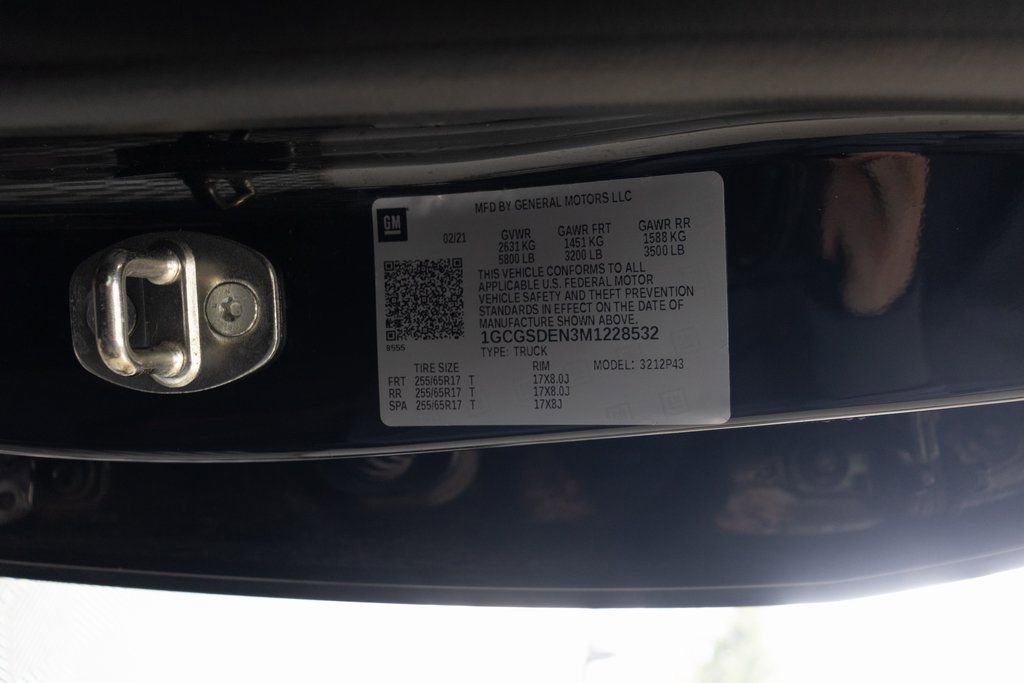 GM
MFD BY GENERAL MOTORS LLC
02/21 GVWR GAWR FRT GAWR RR
2631 KG 1451 KG 1588 KG
5800 LB 3200 LB 3500 LB
THIS VEHICLE CONFORMS TO ALL
APPLICABLE U.S. FEDERAL MOTOR
VEHICLE SAFETY AND THEFT PREVENTION
STANDARDS IN EFFECT ON THE DATE OF
MANUFACTURE SHOWN ABOVE.
1GCGSDEN3M1228532
8555
TYPE: TRUCK
TIRE SIZE RIM MODEL: 3212P43
FRT 255/65R17 T 17X8.0J
RR 255/65R17 T 17X8.0J
SPA 255/65R17 T 17X8J